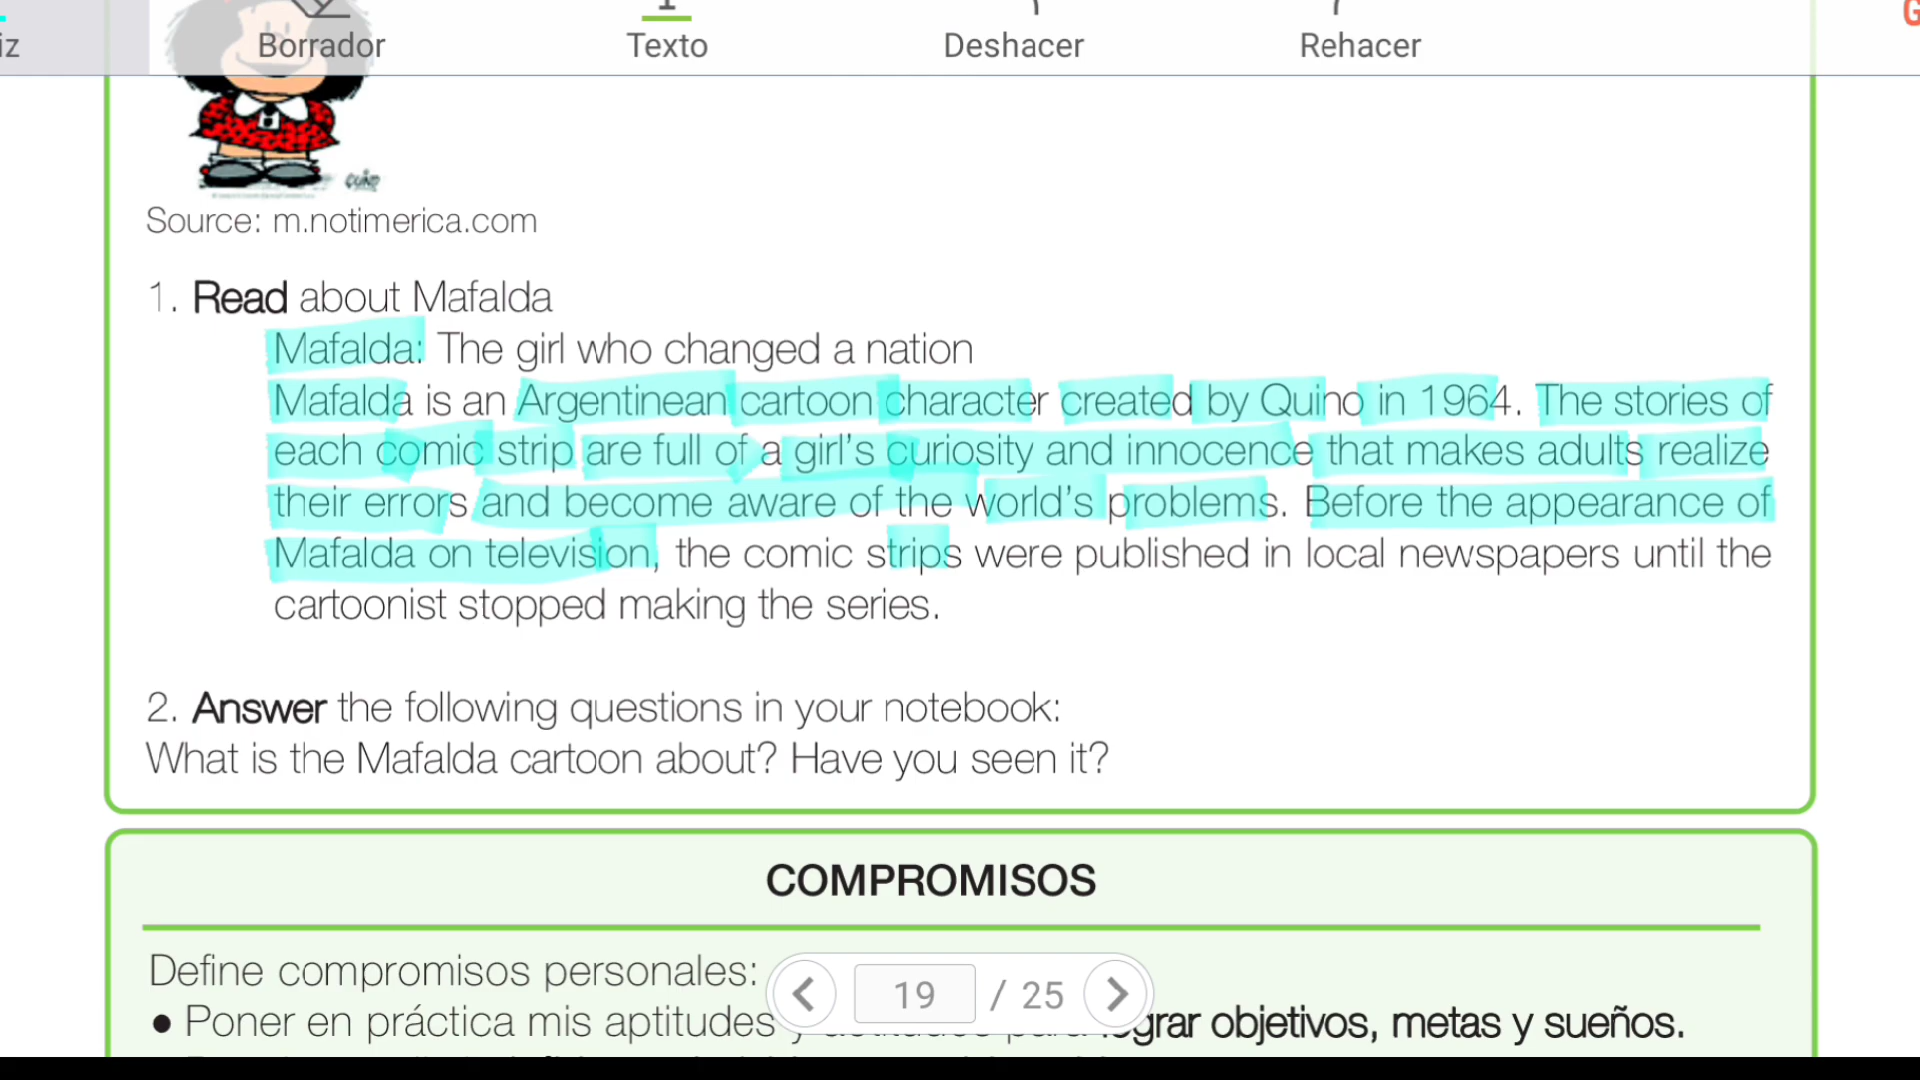 iz
Borrador
Texto
Deshacer
Rehacer
G
QUINO
Source: m.notimerica.com
1. Read about Mafalda
Mafalda: The girl who changed a nation
Mafalda is an Argentinean cartoon character created by Quino in 1964. The stories of
each comic strip are full of a girl's curiosity and innocence that makes adults realize
their errors and become aware of the world's problems. Before the appearance of
Mafalda on television, the comic strips were published in local newspapers until the
cartoonist stopped making the series.
2. Answer the following questions in your notebook:
What is the Mafalda cartoon about? Have you seen it?
COMPROMISOS
Define compromisos personales:
19 / 25
● Poner en práctica mis aptitudes y actitudes para lograr objetivos, metas y sueños.